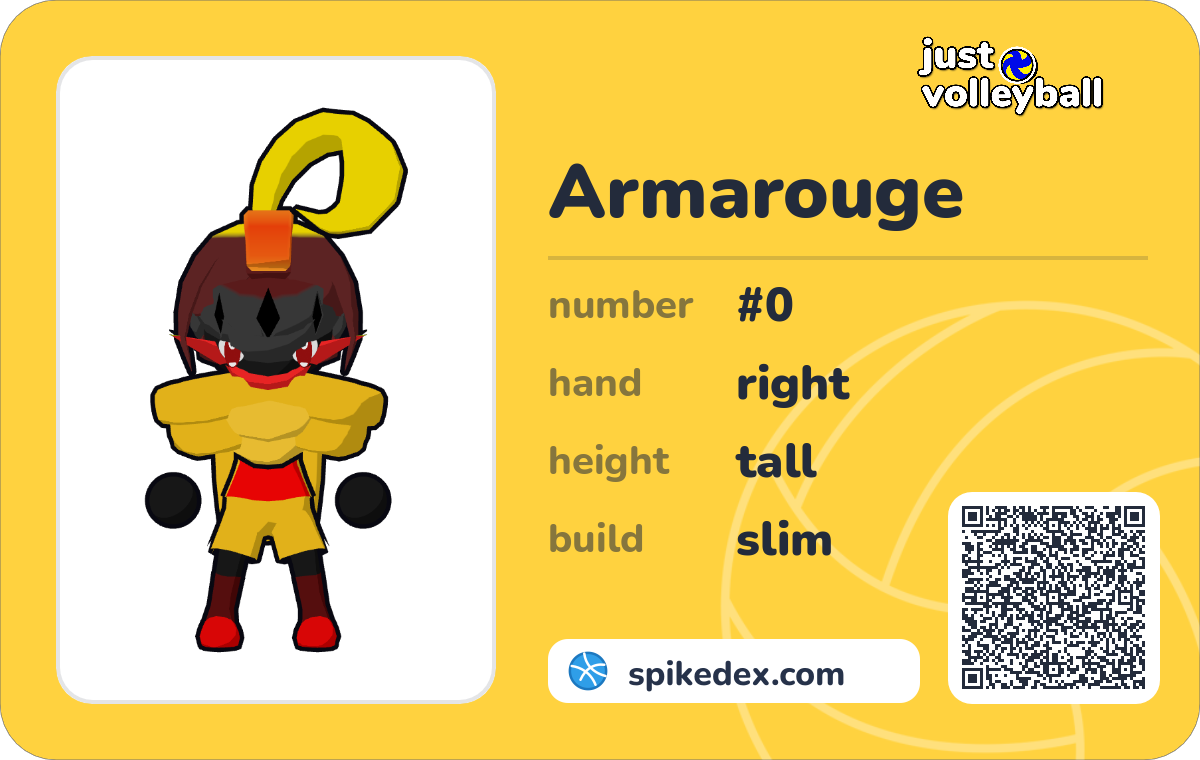 just
volleyball
Armarouge
number #0
hand right
height tall
build slim
spikedex.com